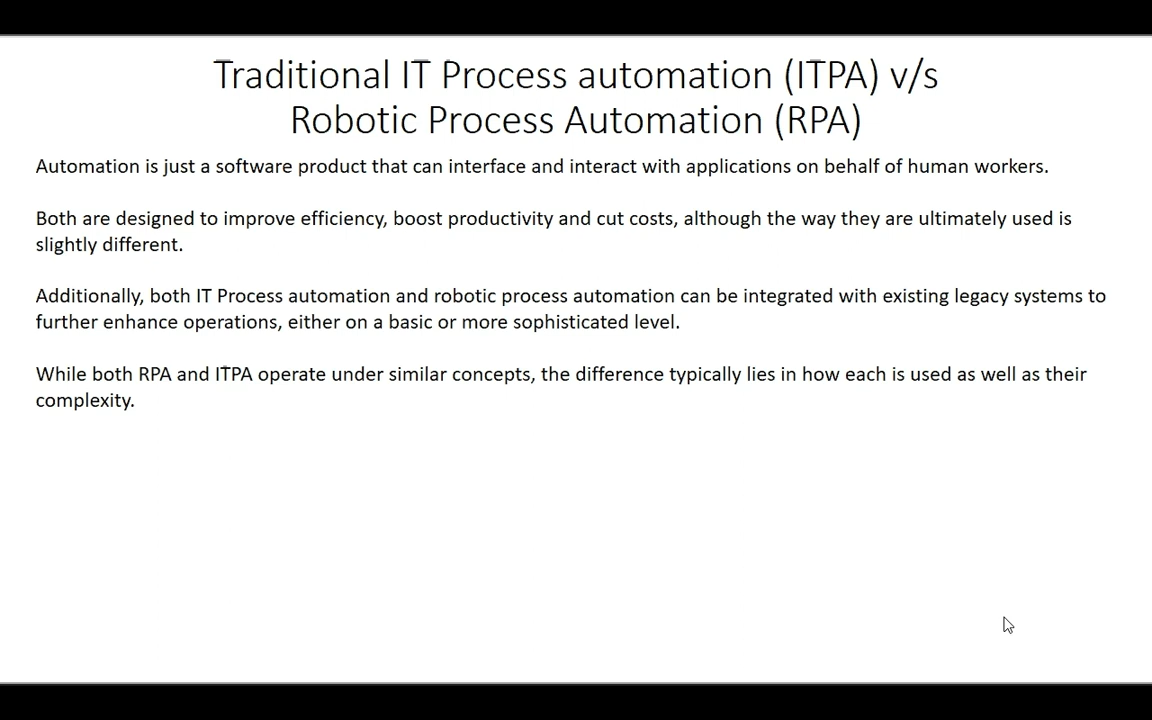 Traditional IT Process automation (ITPA) v/s
Robotic Process Automation (RPA)
Automation is just a software product that can interface and interact with applications on behalf of human workers.
Both are designed to improve efficiency, boost productivity and cut costs, although the way they are ultimately used is
slightly different.
Additionally, both IT Process automation and robotic process automation can be integrated with existing legacy systems to
further enhance operations, either on a basic or more sophisticated level.
While both RPA and ITPA operate under similar concepts, the difference typically lies in how each is used as well as their
complexity.